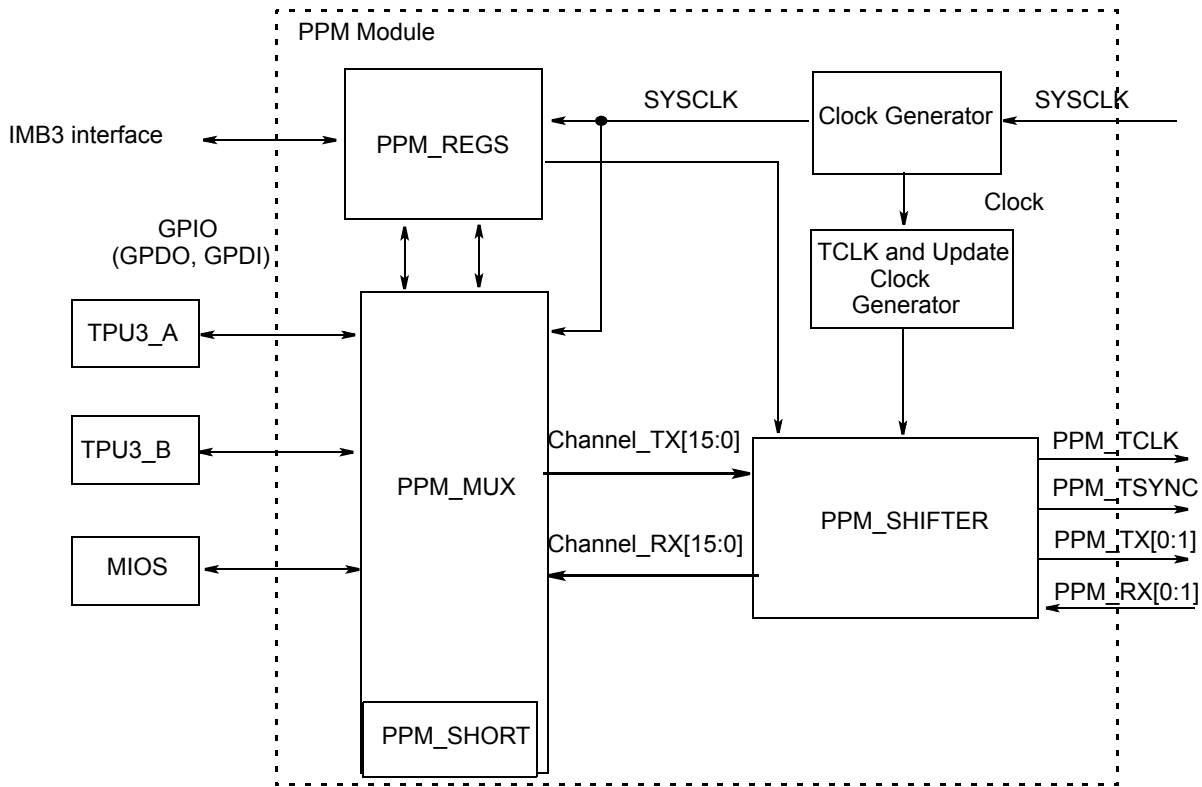 PPM Module
SYSCLK
Clock Generator
SYSCLK
IMB3 interface
PPM_REGS
Clock
GPIO
(GPDO, GPDI)
TCLK and Update
Clock
Generator
TPU3_A
TPU3_B
Channel_TX[15:0]
PPM_TCLK
PPM_MUX
PPM_TSYNC
PPM_SHIFTER
Channel_RX[15:0]
PPM_TX[0:1]
MIOS
PPM_RX[0:1]
PPM_SHORT